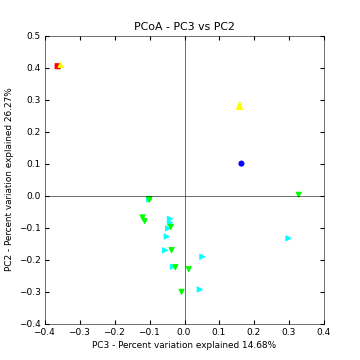 PCoA - PC3 vs PC2
0.5
0.4
0.3
0.2
0.1
0.0
−0.1
−0.2
−0.3
−0.4
PC2 - Percent variation explained 26.27%
−0.4 −0.3 −0.2 −0.1 0.0 0.1 0.2 0.3 0.4
PC3 - Percent variation explained 14.68%